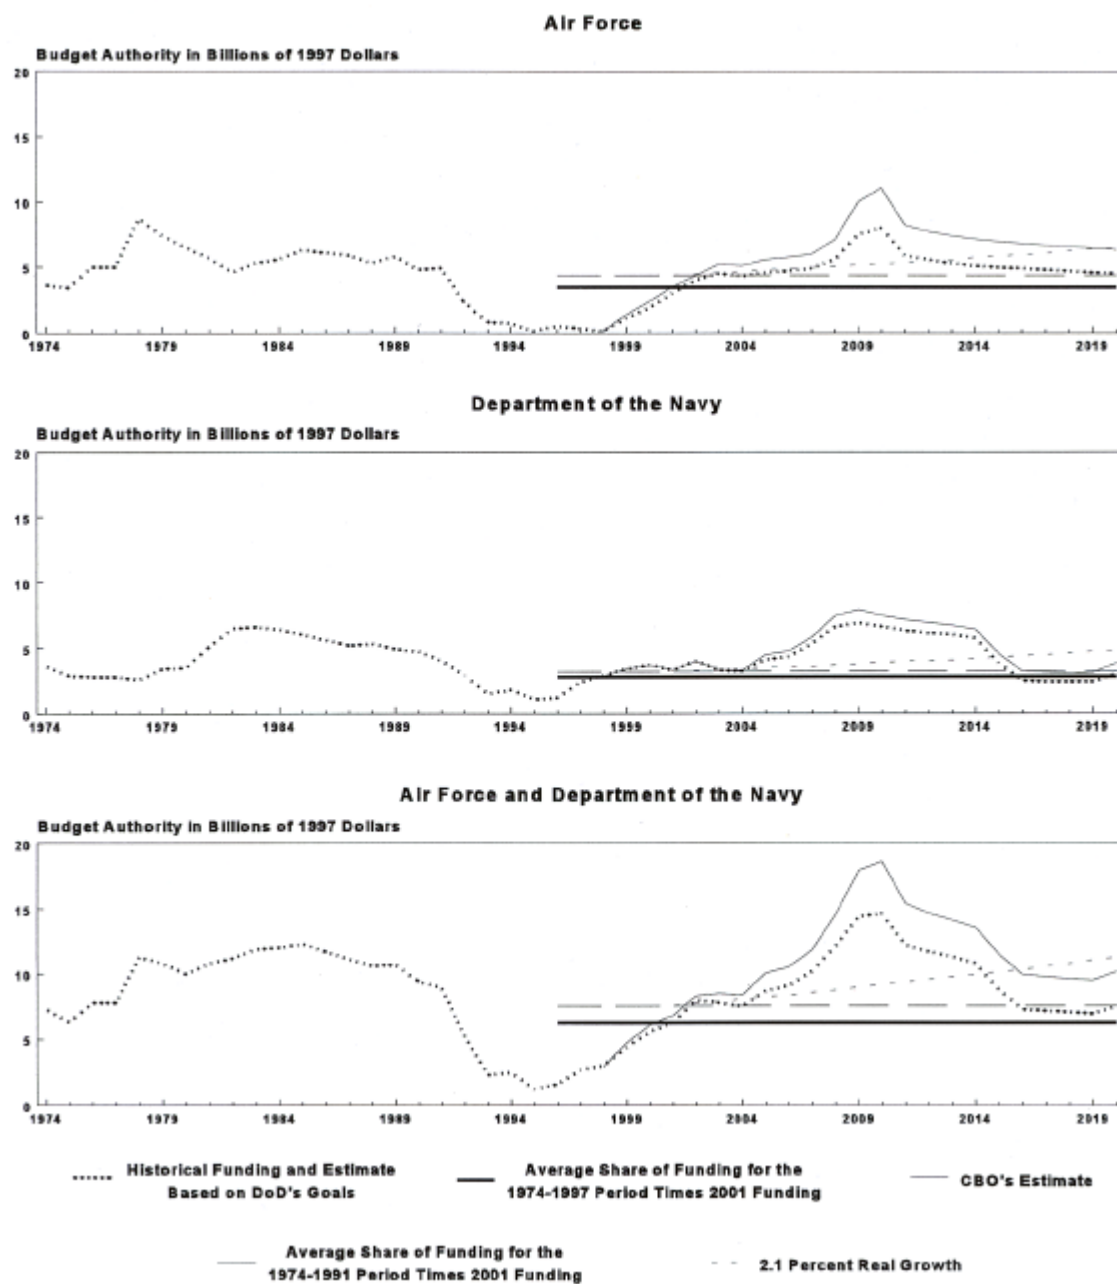 Air Force
Budget Authority in Billions of 1997 Dollars
20
15
10
5
0
1974 1979 1984 1989 1994 1999 2004 2009 2014 2019
Department of the Navy
Budget Authority in Billions of 1997 Dollars
20
15
10
5
0
1974 1979 1984 1989 1994 1999 2004 2009 2014 2019
Air Force and Department of the Navy
Budget Authority in Billions of 1997 Dollars
20
15
10
5
0
1974 1979 1984 1989 1994 1999 2004 2009 2014 2019
Historical Funding and Estimate
Based on DoD's Goals
Average Share of Funding for the
1974-1997 Period Times 2001 Funding
CBO's Estimate
Average Share of Funding for the
1974-1991 Period Times 2001 Funding
2.1 Percent Real Growth